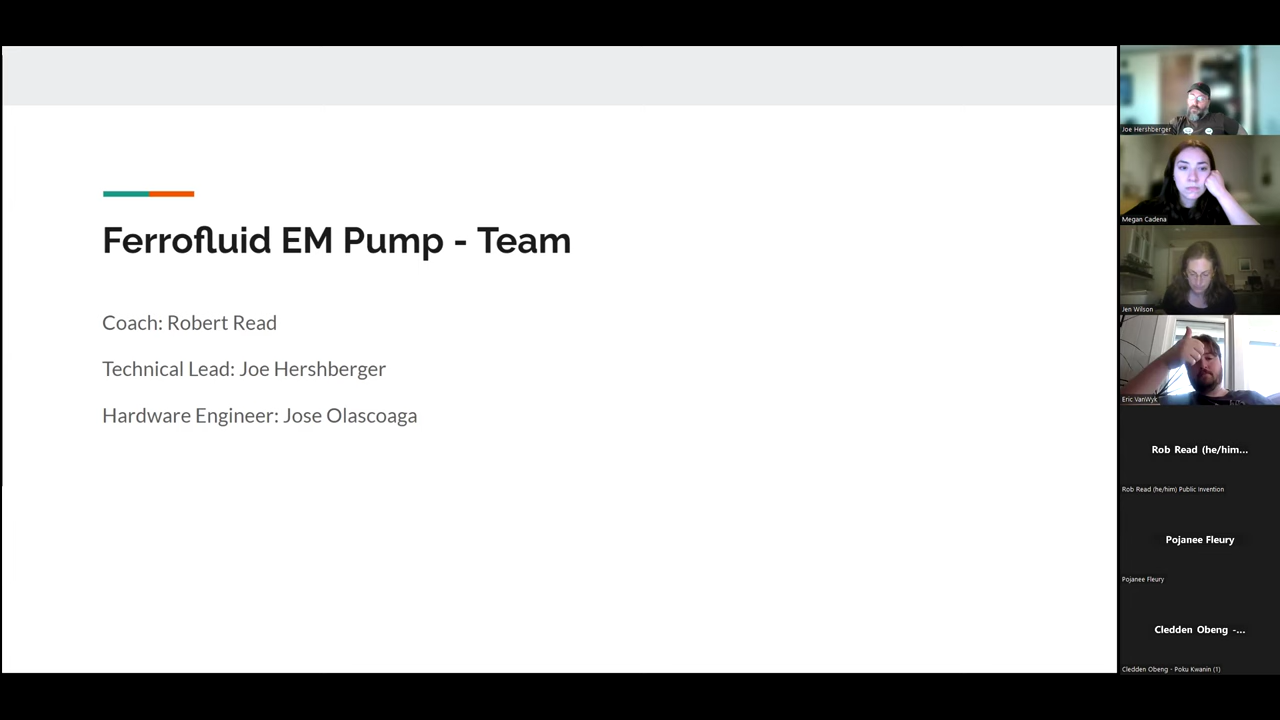 Ferrofluid EM Pump - Team
Coach: Robert Read
Technical Lead: Joe Hershberger
Hardware Engineer: Jose Olascoaga
Joe Hershberger
Megan Cadena
Jen Wilson
Eric VanWyk
Rob Read (he/him...
Rob Read (he/him) Public Invention
Pojanee Fleury
Pojanee Fleury
Cledden Obeng -...
Cledden Obeng - Poku Kwanin (1)